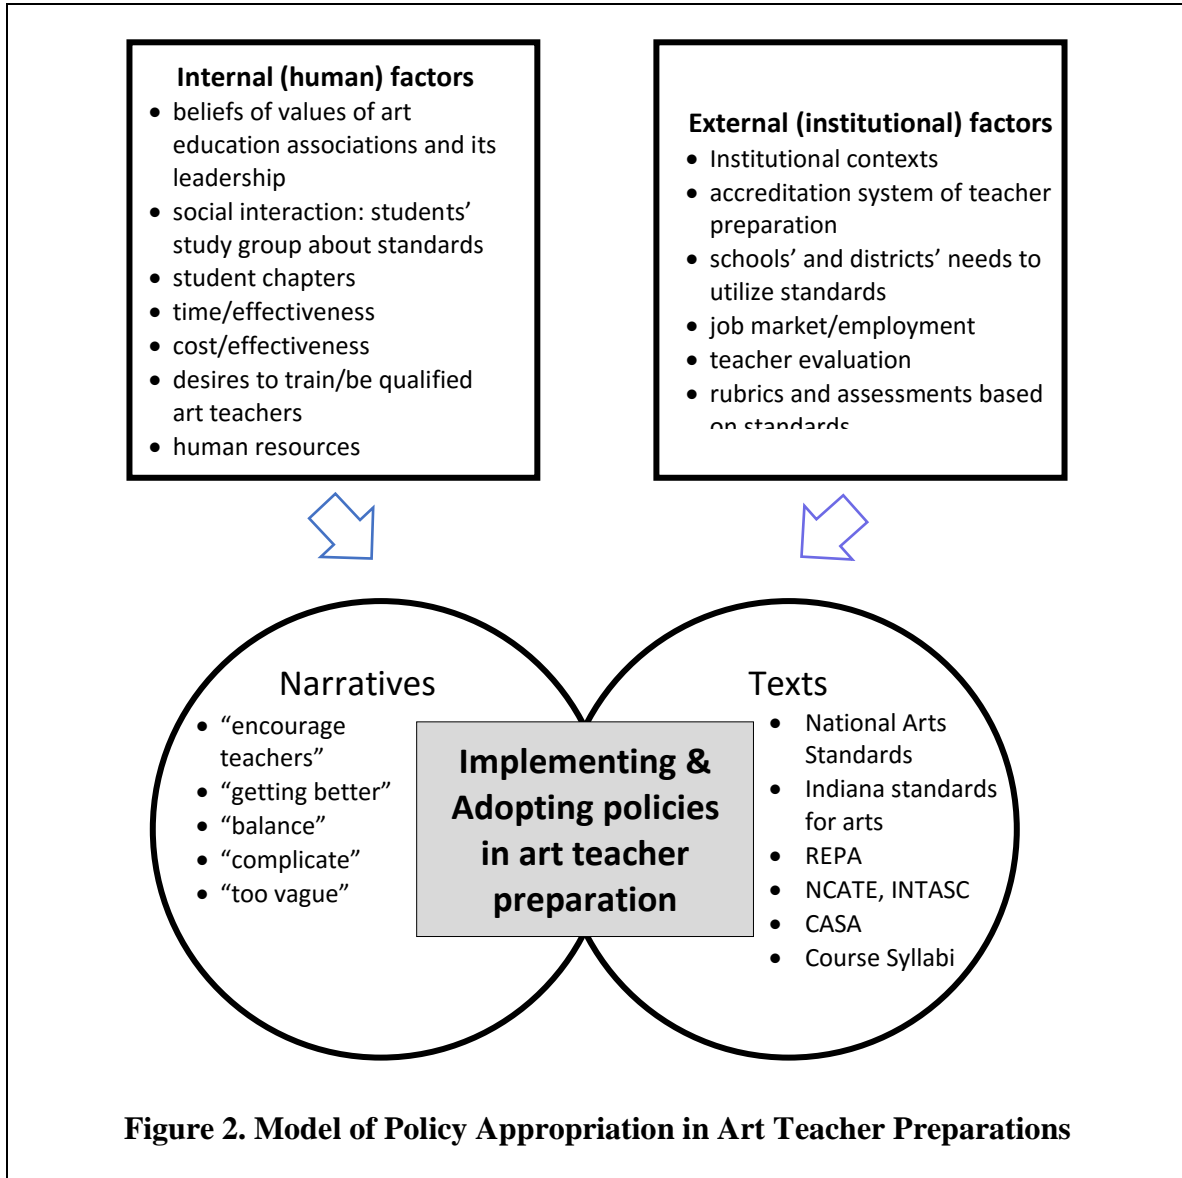 Internal (human) factors
• beliefs of values of art
education associations and its
leadership
• social interaction: students’
study group about standards
• student chapters
• time/effectiveness
• cost/effectiveness
• desires to train/be qualified
art teachers
• human resources
External (institutional) factors
• Institutional contexts
• accreditation system of teacher
preparation
• schools’ and districts’ needs to
utilize standards
• job market/employment
• teacher evaluation
• rubrics and assessments based
on standards
Narratives
• “encourage
teachers”
• “getting better”
• “balance”
• “complicate”
• “too vague”
Implementing &
Adopting policies
in art teacher
preparation
Texts
• National Arts
Standards
• Indiana standards
for arts
• REPA
• NCATE, INTASC
• CASA
• Course Syllabi
Figure 2. Model of Policy Appropriation in Art Teacher Preparations